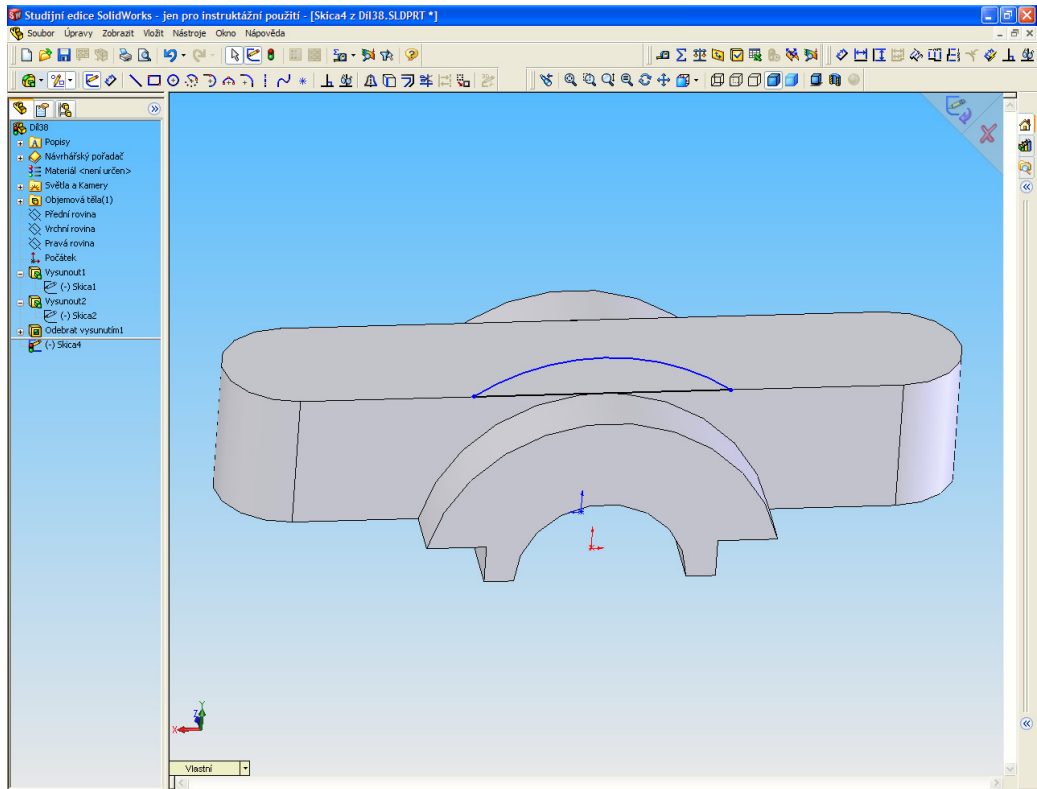 Studijní edice SolidWorks - jen pro instruktážní použití - [Skica4 z Díl38.SLDPRT *]
Soubor Úpravy Zobrazit Vložit Nástroje Okno Nápověda
Díl38
Popisy
Návrhářský pořadač
Materiál <není určen>
Světla a Kamery
Objemová těla(1)
Přední rovina
Vrchní rovina
Pravá rovina
Počátek
Vysunout1
(-) Skica1
Vysunout2
(-) Skica2
Odebrat vysunutím1
(-) Skica4
Y
Z
X
Vlastní